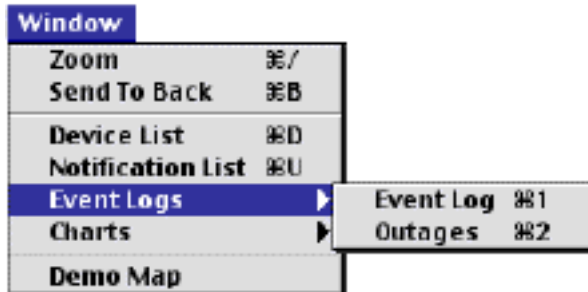 Window
Zoom ⌘/
Send To Back ⌘B
Device List ⌘D
Notification List ⌘U
Event Logs
Event Log ⌘1
Charts
Outages ⌘2
Demo Map